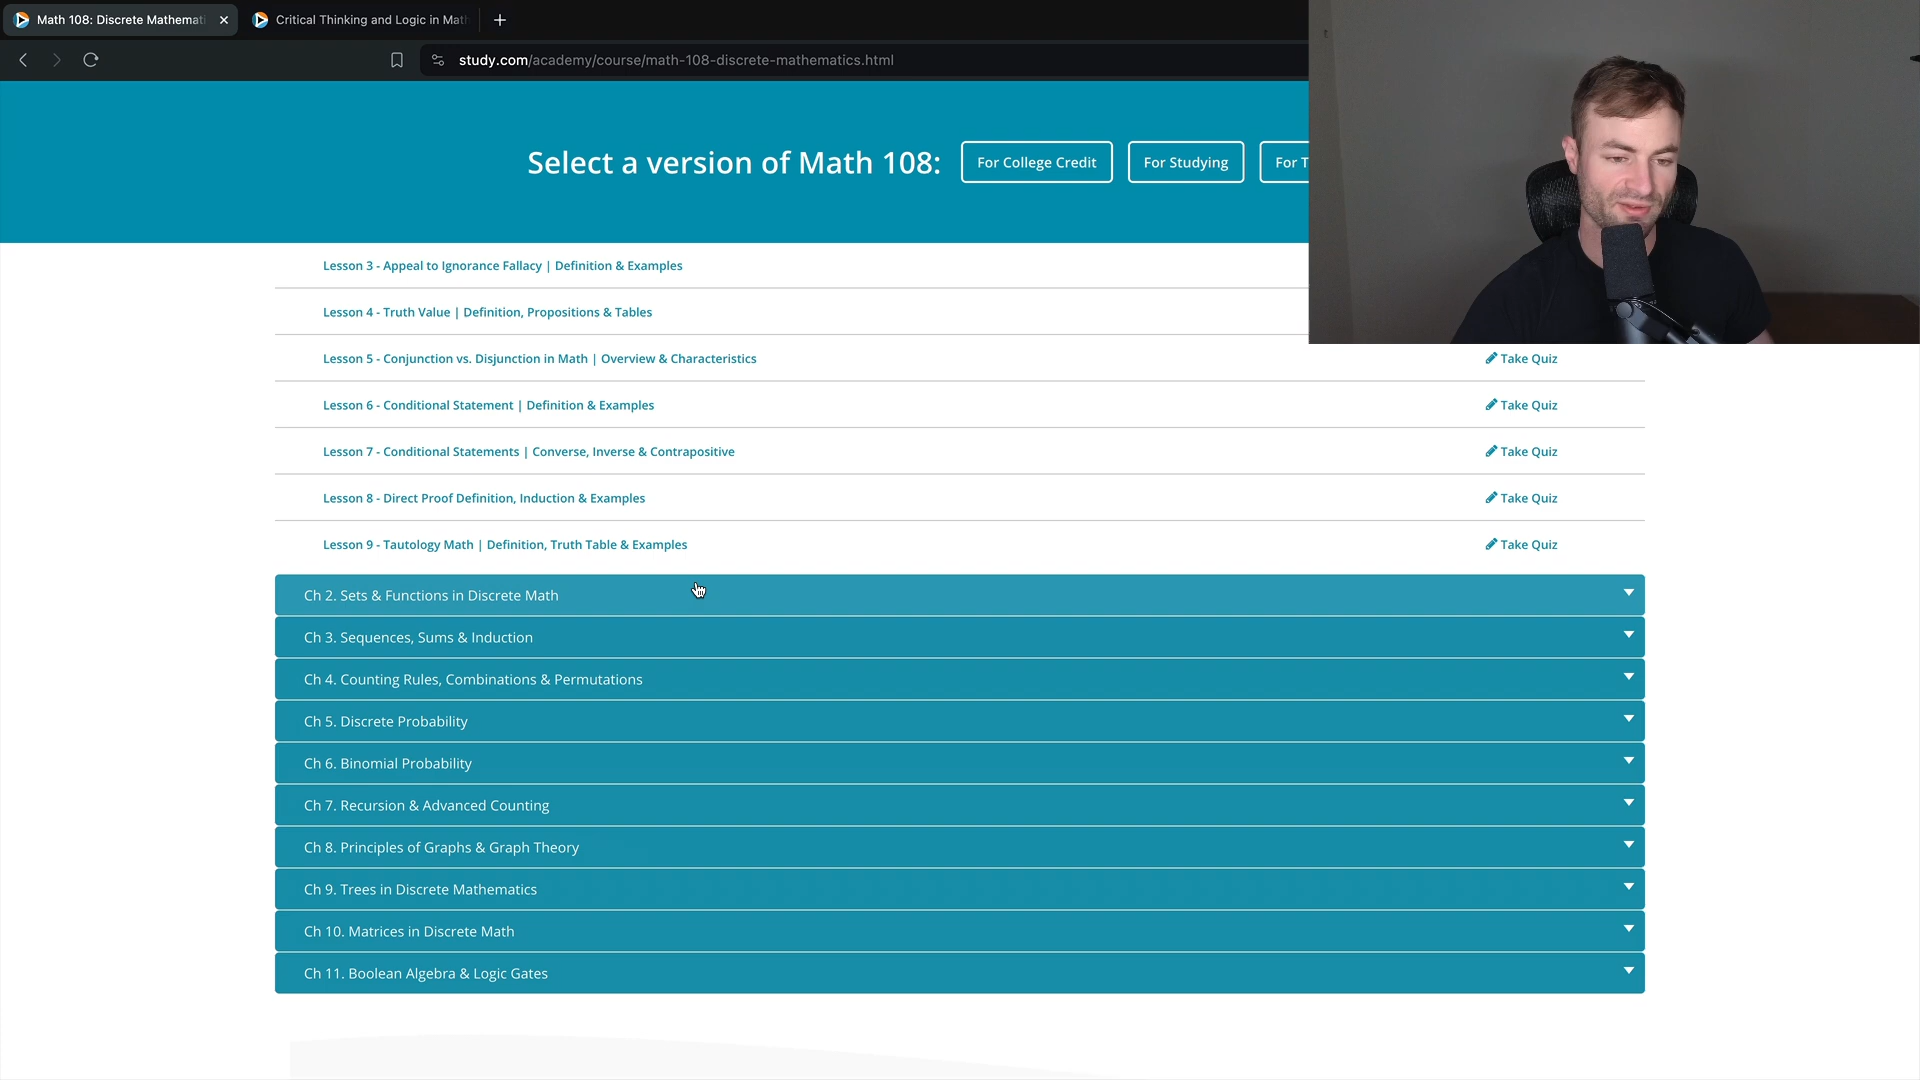 Math 108: Discrete Mathemati
Critical Thinking and Logic in Mat
study.com/academy/course/math-108-discrete-mathematics.html
Select a version of Math 108:
For College Credit
For Studying
For T
Lesson 3 - Appeal to Ignorance Fallacy | Definition & Examples
Lesson 4 - Truth Value | Definition, Propositions & Tables
Lesson 5 - Conjunction vs. Disjunction in Math | Overview & Characteristics
Take Quiz
Lesson 6 - Conditional Statement | Definition & Examples
Take Quiz
Lesson 7 - Conditional Statements | Converse, Inverse & Contrapositive
Take Quiz
Lesson 8 - Direct Proof Definition, Induction & Examples
Take Quiz
Lesson 9 - Tautology Math | Definition, Truth Table & Examples
Take Quiz
Ch 2. Sets & Functions in Discrete Math
Ch 3. Sequences, Sums & Induction
Ch 4. Counting Rules, Combinations & Permutations
Ch 5. Discrete Probability
Ch 6. Binomial Probability
Ch 7. Recursion & Advanced Counting
Ch 8. Principles of Graphs & Graph Theory
Ch 9. Trees in Discrete Mathematics
Ch 10. Matrices in Discrete Math
Ch 11. Boolean Algebra & Logic Gates